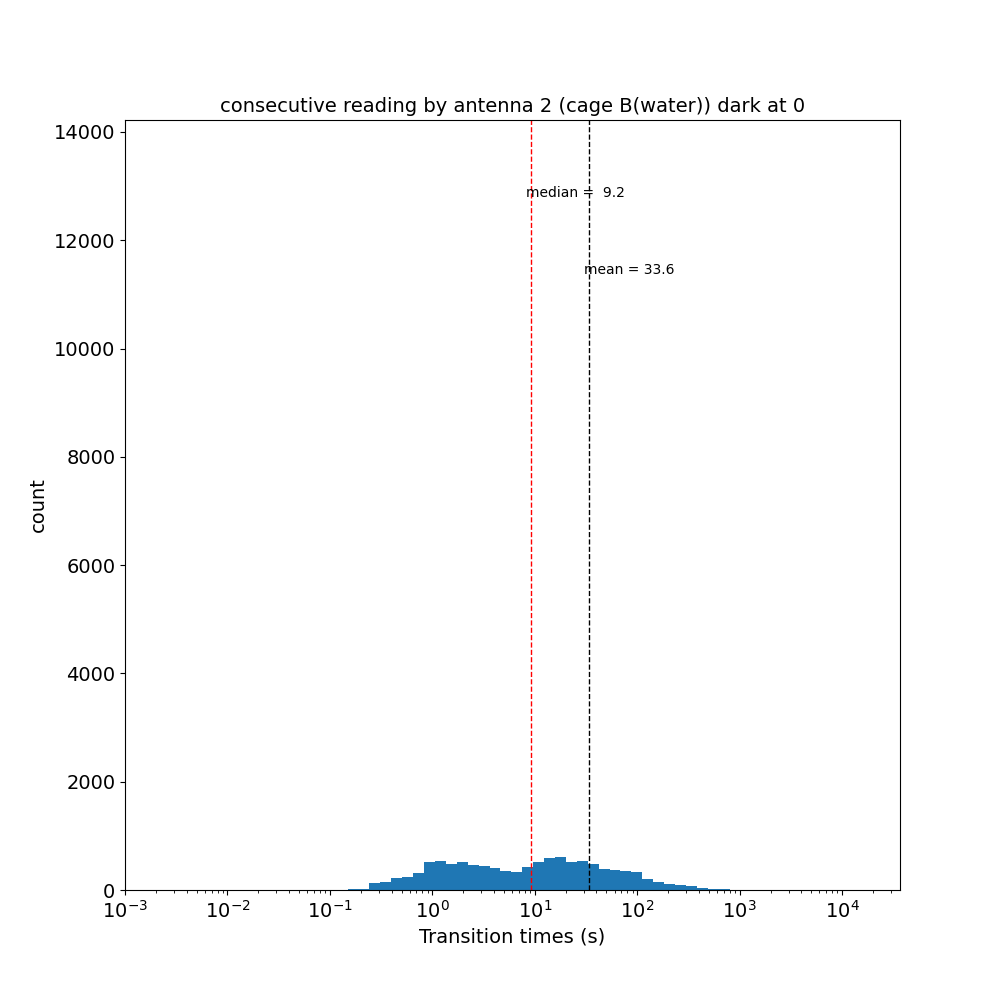 consecutive reading by antenna 2 (cage B(water)) dark at 0
14000
median =  9.2
12000
mean = 33.6
10000
8000
count
6000
4000
2000
0
10⁻³ 10⁻² 10⁻¹ 10⁰ 10¹ 10² 10³ 10⁴
Transition times (s)